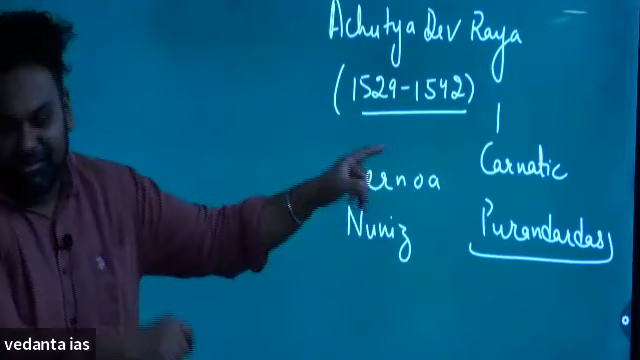 Achutya Dev Raya
(1529-1542)
Carnatic
Nuniz
Purandardas
vedanta ias